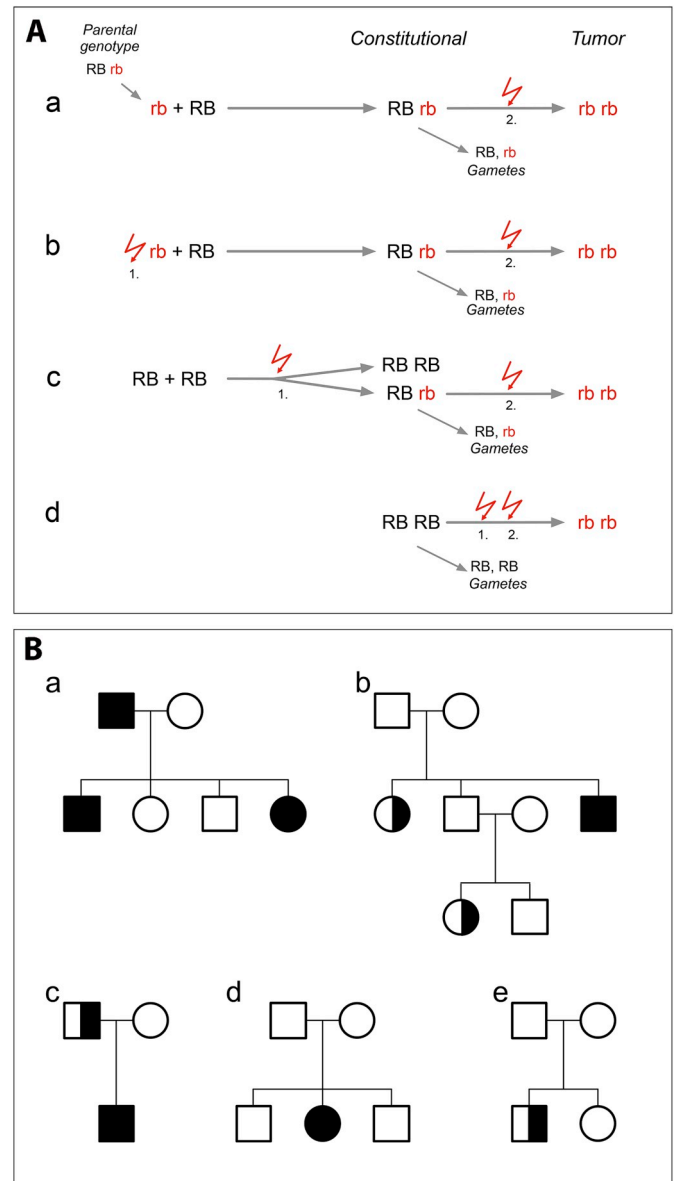 A
Parental
genotype
Constitutional
Tumor
RB rb
a
rb + RB
RB rb
2.
rb rb
RB, rb
Gametes
b
rb + RB
1.
RB rb
2.
rb rb
RB, rb
Gametes
c
RB + RB
1.
RB RB
RB rb
2.
rb rb
RB, rb
Gametes
d
RB RB
1.
2.
rb rb
RB, RB
Gametes
B
a
b
c
d
e